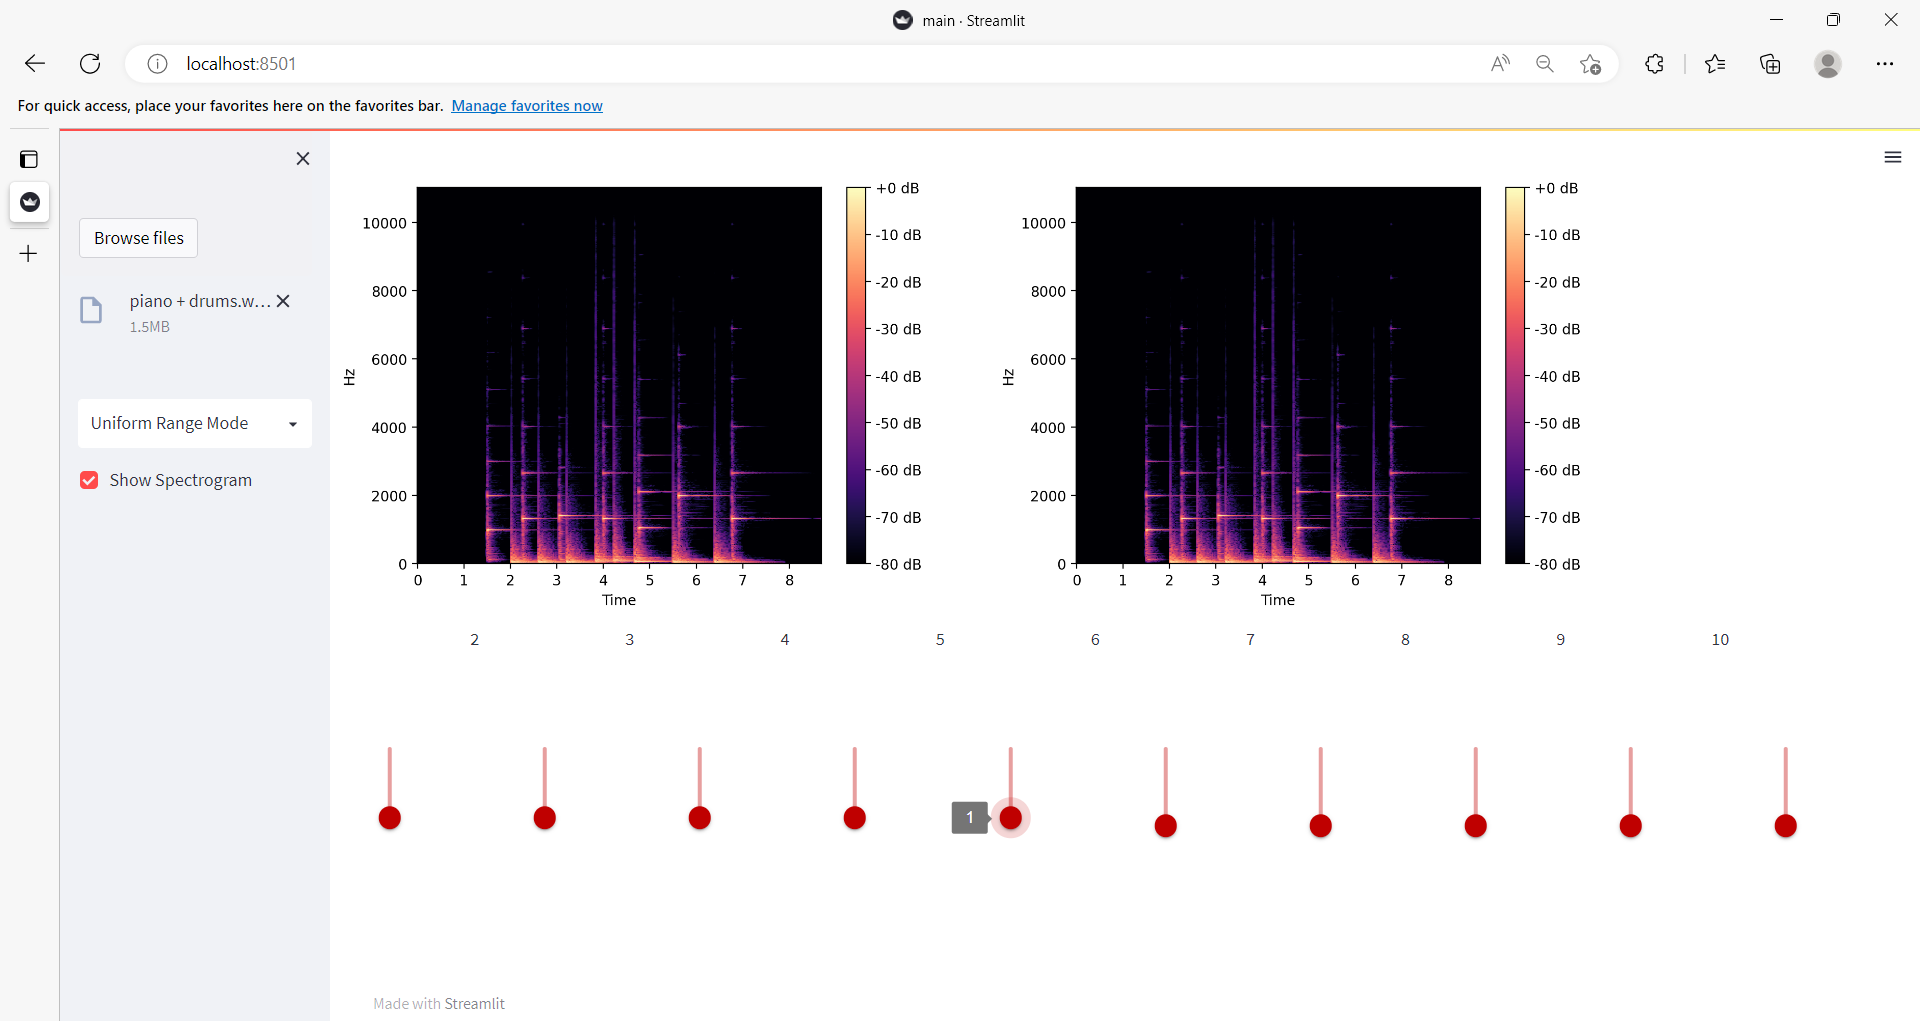 main · Streamlit
localhost:8501
For quick access, place your favorites here on the favorites bar. Manage favorites now
Browse files
piano + drums.w...
1.5MB
Uniform Range Mode
Show Spectrogram
10000
8000
6000
4000
2000
0
Hz
0 1 2 3 4 5 6 7 8
Time
+0 dB
-10 dB
-20 dB
-30 dB
-40 dB
-50 dB
-60 dB
-70 dB
-80 dB
10000
8000
6000
4000
2000
0
Hz
0 1 2 3 4 5 6 7 8
Time
+0 dB
-10 dB
-20 dB
-30 dB
-40 dB
-50 dB
-60 dB
-70 dB
-80 dB
2 3 4 5 6 7 8 9 10
1
Made with Streamlit